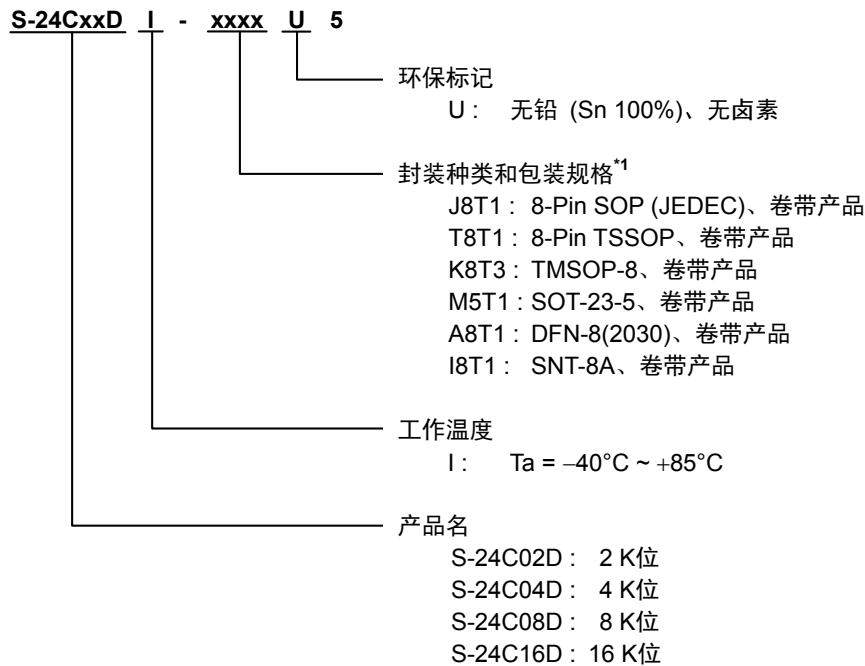 S-24CxxD I - xxxx U 5
环保标记
U : 无铅 (Sn 100%)、无卤素
封装种类和包装规格*1
J8T1 : 8-Pin SOP (JEDEC)、卷带产品
T8T1 : 8-Pin TSSOP、卷带产品
K8T3 : TMSOP-8、卷带产品
M5T1 : SOT-23-5、卷带产品
A8T1 : DFN-8(2030)、卷带产品
I8T1 : SNT-8A、卷带产品
工作温度
I : Ta = −40°C ~ +85°C
产品名
S-24C02D : 2 K位
S-24C04D : 4 K位
S-24C08D : 8 K位
S-24C16D : 16 K位